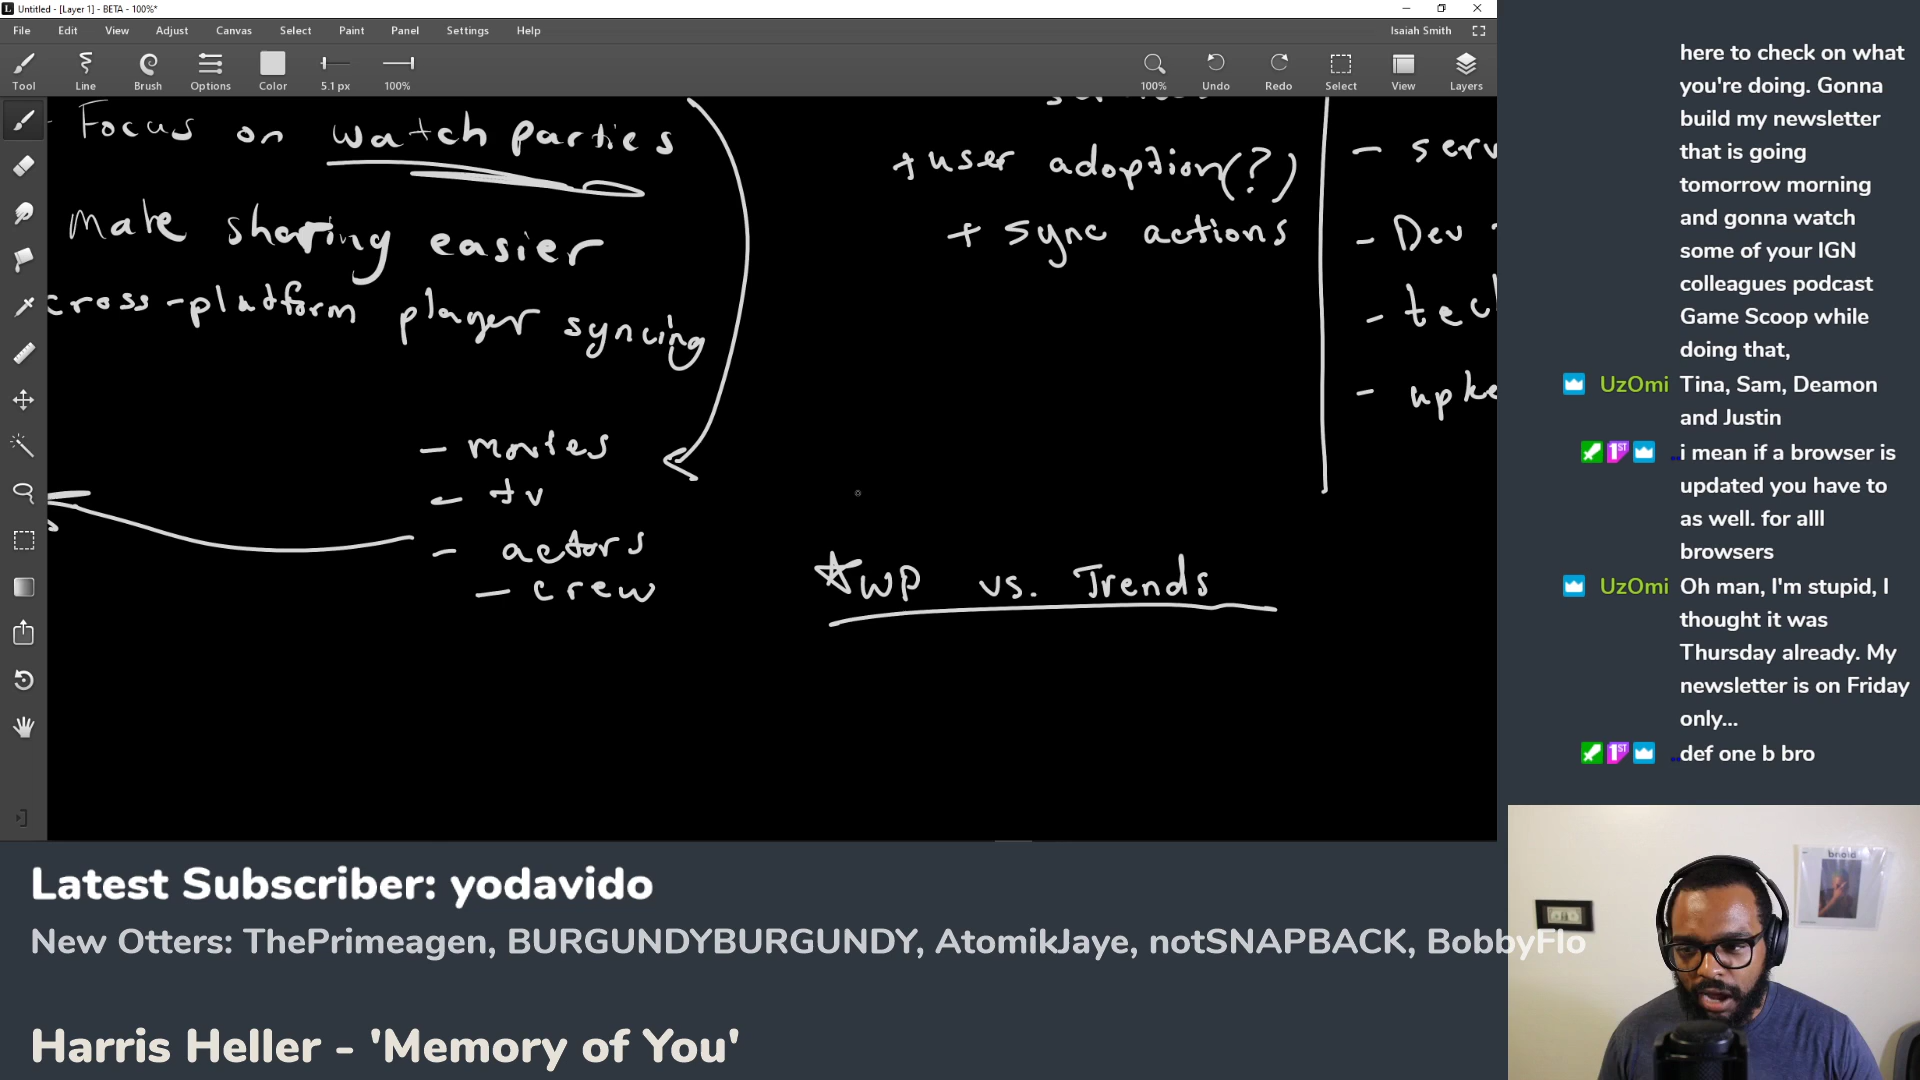 Untitled - [Layer 1] - BETA - 100%*
File Edit View Adjust Canvas Select Paint Panel Settings Help
Isaiah Smith
Tool Line Brush Options Color 5.1 px 100%
100% Undo Redo Select View Layers
- Focus on watch parties
Make sharing easier
cross-platform player syncing
- movies
- tv
- actors
- crew
+ user adoption(?)
+ sync actions
- serv
- Dev -
- tec
- upke
WP vs. Trends
here to check on what
you're doing. Gonna
build my newsletter
that is going
tomorrow morning
and gonna watch
some of your IGN
colleagues podcast
Game Scoop while
doing that,
UzOmi Tina, Sam, Deamon
and Justin
1ST i mean if a browser is
updated you have to
as well. for alll
browsers
UzOmi Oh man, I'm stupid, I
thought it was
Thursday already. My
newsletter is on Friday
only...
1ST def one b bro
Latest Subscriber: yodavido
New Otters: ThePrimeagen, BURGUNDYBURGUNDY, AtomikJaye, notSNAPBACK, BobbyFlo
Harris Heller - 'Memory of You'